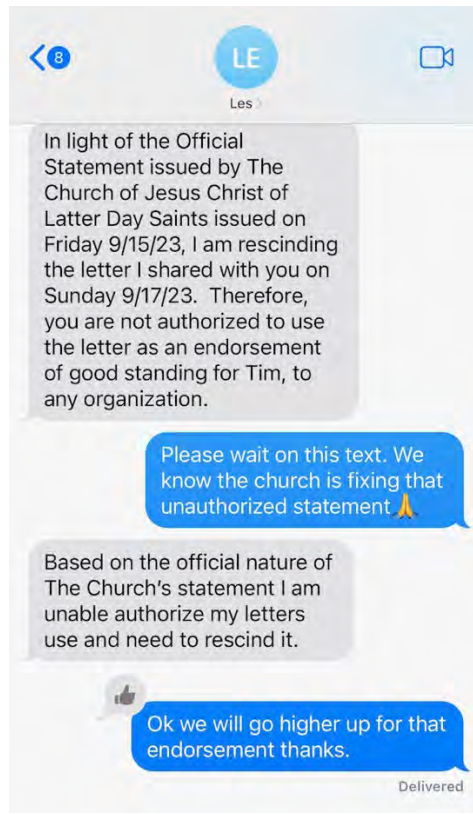 8
LE
Les
In light of the Official
Statement issued by The
Church of Jesus Christ of
Latter Day Saints issued on
Friday 9/15/23, I am rescinding
the letter I shared with you on
Sunday 9/17/23.  Therefore,
you are not authorized to use
the letter as an endorsement
of good standing for Tim, to
any organization.
Please wait on this text. We
know the church is fixing that
unauthorized statement🙏
Based on the official nature of
The Church's statement I am
unable authorize my letters
use and need to rescind it.
Ok we will go higher up for that
endorsement thanks.
Delivered